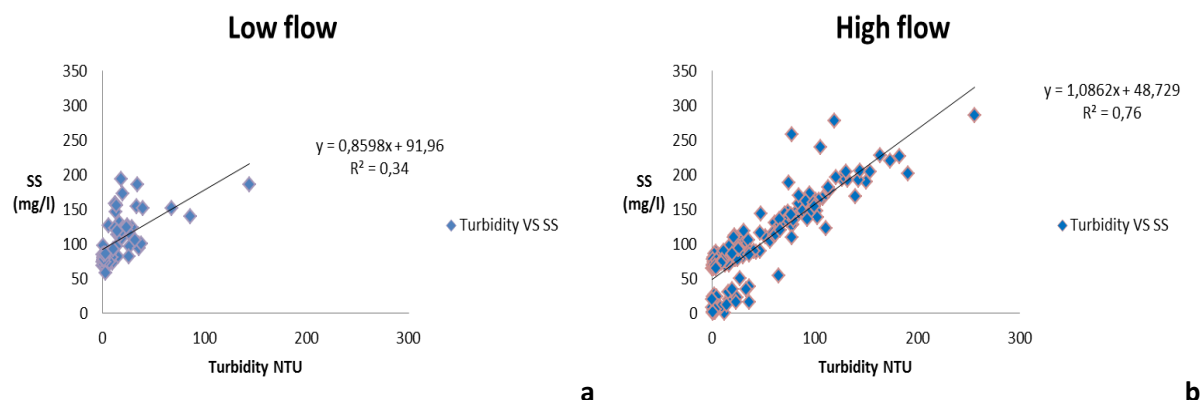 Low flow
350
300
250
200
150
100
50
0
SS
(mg/l)
y = 0,8598x + 91,96
R² = 0,34
Turbidity VS SS
0 100 200 300
Turbidity NTU
a
High flow
350
300
250
200
150
100
50
0
SS
(mg/l)
y = 1,0862x + 48,729
R² = 0,76
Turbidity VS SS
0 100 200 300
Turbidity NTU
b